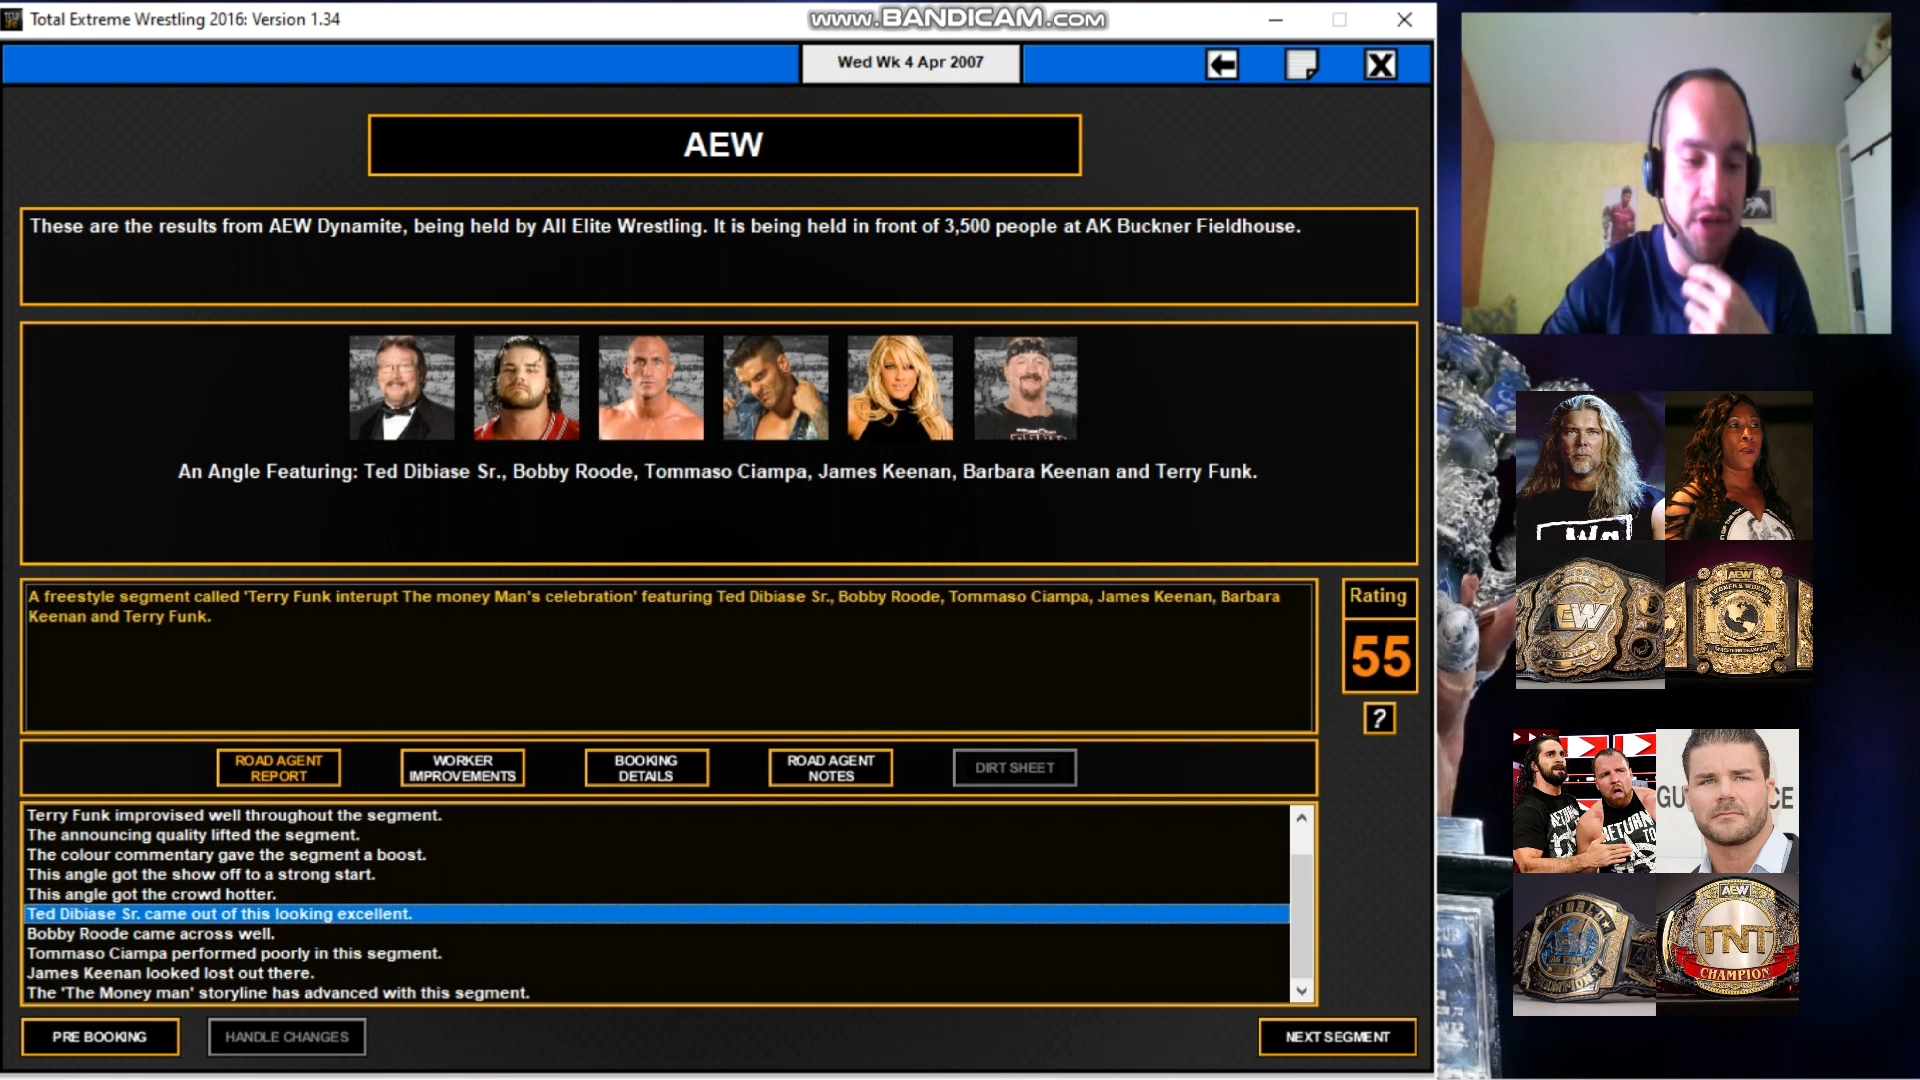 Total Extreme Wrestling 2016: Version 1.34
www.BANDICAM.com
Wed Wk 4 Apr 2007
AEW
These are the results from AEW Dynamite, being held by All Elite Wrestling. It is being held in front of 3,500 people at AK Buckner Fieldhouse.
An Angle Featuring: Ted Dibiase Sr., Bobby Roode, Tommaso Ciampa, James Keenan, Barbara Keenan and Terry Funk.
A freestyle segment called 'Terry Funk interupt The money Man's celebration' featuring Ted Dibiase Sr., Bobby Roode, Tommaso Ciampa, James Keenan, Barbara
Keenan and Terry Funk.
Rating
55
?
ROAD AGENT
REPORT
WORKER
IMPROVEMENTS
BOOKING
DETAILS
ROAD AGENT
NOTES
DIRT SHEET
Terry Funk improvised well throughout the segment.
The announcing quality lifted the segment.
The colour commentary gave the segment a boost.
This angle got the show off to a strong start.
This angle got the crowd hotter.
Ted Dibiase Sr. came out of this looking excellent.
Bobby Roode came across well.
Tommaso Ciampa performed poorly in this segment.
James Keenan looked lost out there.
The 'The Money man' storyline has advanced with this segment.
PRE BOOKING
HANDLE CHANGES
NEXT SEGMENT
AEW
AEW
GU
CE
WORLD
AEW
TNT
CHAMPION